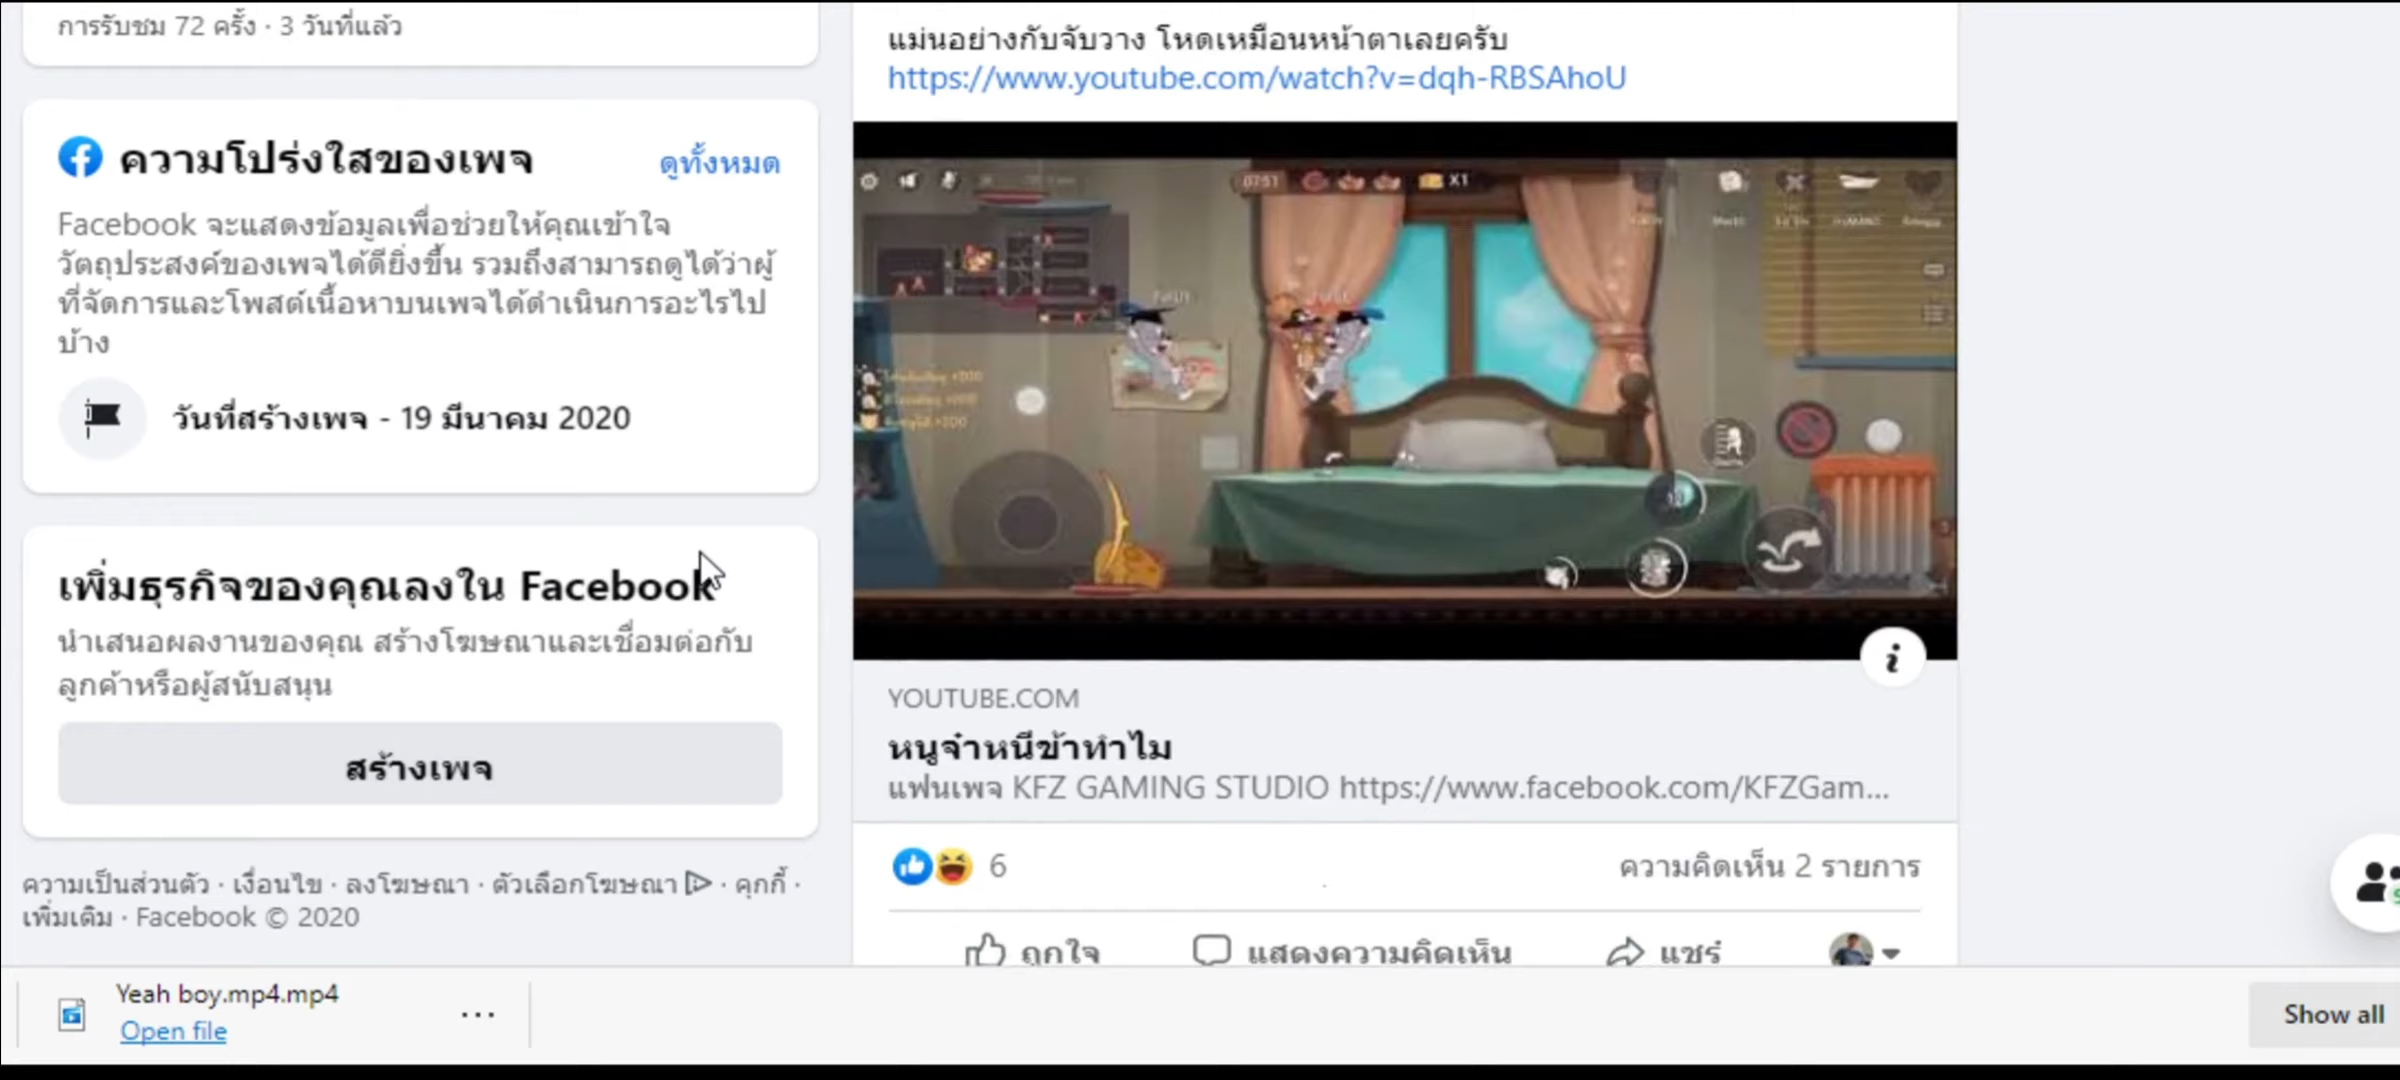 การรับชม 72 ครั้ง · 3 วันที่แล้ว
ความโปร่งใสของเพจ
ดูทั้งหมด
Facebook จะแสดงข้อมูลเพื่อช่วยให้คุณเข้าใจ
วัตถุประสงค์ของเพจได้ดียิ่งขึ้น รวมถึงสามารถดูได้ว่าผู้
ที่จัดการและโพสต์เนื้อหาบนเพจได้ดำเนินการอะไรไป
บ้าง
วันที่สร้างเพจ - 19 มีนาคม 2020
เพิ่มธุรกิจของคุณลงใน Facebook
นำเสนอผลงานของคุณ สร้างโฆษณาและเชื่อมต่อกับ
ลูกค้าหรือผู้สนับสนุน
สร้างเพจ
ความเป็นส่วนตัว · เงื่อนไข · ลงโฆษณา · ตัวเลือกโฆษณา · คุกกี้ ·
เพิ่มเติม · Facebook © 2020
แม่นอย่างกับจับวาง โหดเหมือนหน้าตาเลยครับ
https://www.youtube.com/watch?v=dqh-RBSAhoU
07:51
X1
YOUTUBE.COM
หนูจ๋าหนีข้าทำไม
แฟนเพจ KFZ GAMING STUDIO https://www.facebook.com/KFZGam...
6
ความคิดเห็น 2 รายการ
ถูกใจ
แสดงความคิดเห็น
แชร์
Yeah boy.mp4.mp4
Open file
Show all